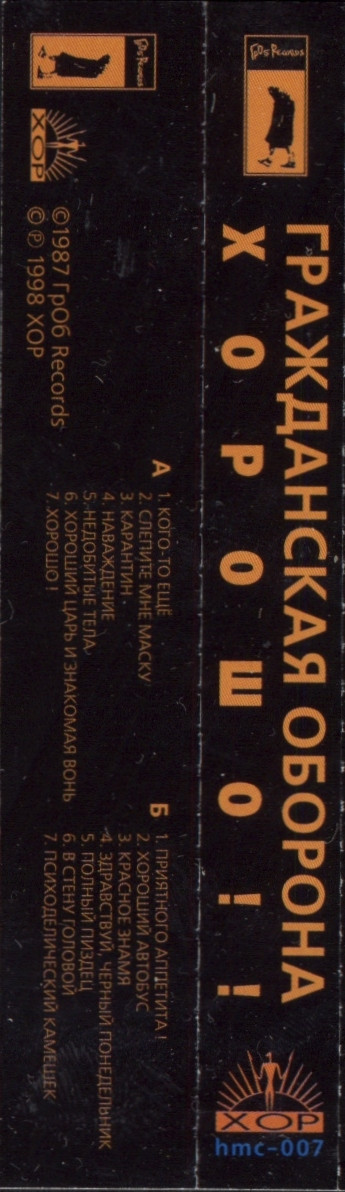 ГрОб Records
ГРАЖДАНСКАЯ ОБОРОНА
ХОРОШО!!
ХОР
hmc-007
ГрОб Records
ХОР
©1987 ГрОб Records
© ℗ 1998 ХОР
А
1. КОГО-ТО ЕЩЁ
2. СЛЕПИТЕ МНЕ МАСКУ
3. КАРАНТИН
4. НАВАЖДЕНИЕ
5. НЕДОБИТЫЕ ТЕЛА
6. ХОРОШИЙ ЦАРЬ И ЗНАКОМАЯ ВОНЬ
7. ХОРОШО!
Б
1. ПРИЯТНОГО АППЕТИТА!
2. ХОРОШИЙ АВТОБУС
3. КРАСНОЕ ЗНАМЯ
4. ЗДРАВСТВУЙ, ЧЕРНЫЙ ПОНЕДЕЛЬНИК
5. ПОЛНЫЙ ПИЗДЕЦ
6. В СТЕНУ ГОЛОВОЙ
7. ПСИХОДЕЛИЧЕСКИЙ КАМЕШЕК